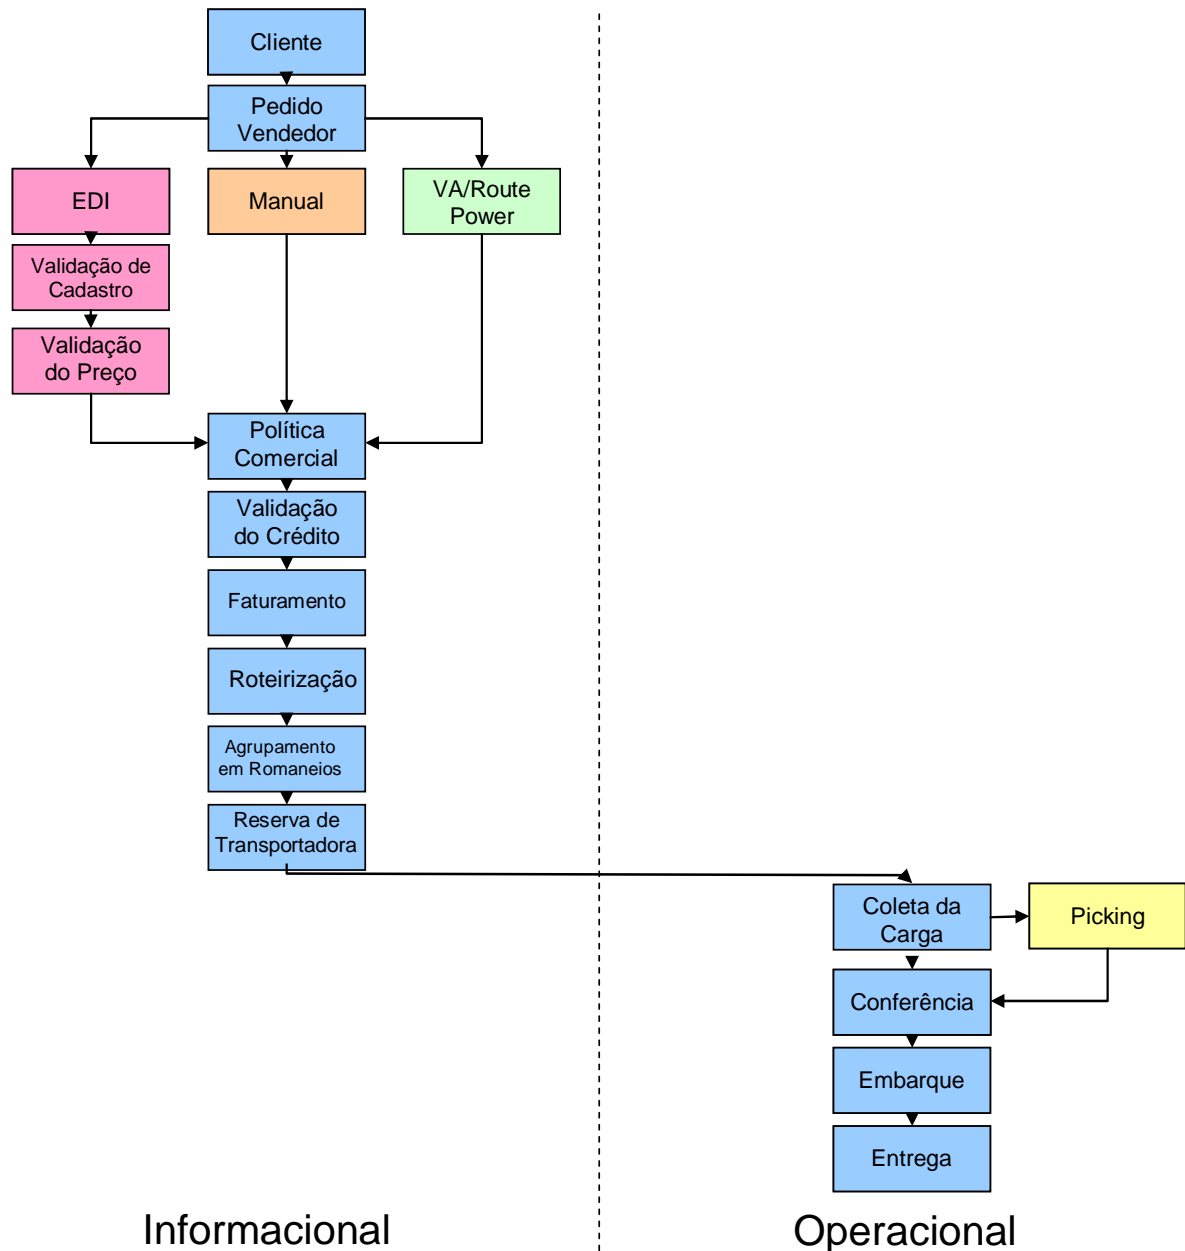 Cliente
Pedido
Vendedor
EDI
Manual
VA/Route
Power
Validação de
Cadastro
Validação
do Preço
Política
Comercial
Validação
do Crédito
Faturamento
Roteirização
Agrupamento
em Romaneios
Reserva de
Transportadora
Coleta da
Carga
Picking
Conferência
Embarque
Entrega
Informacional
Operacional